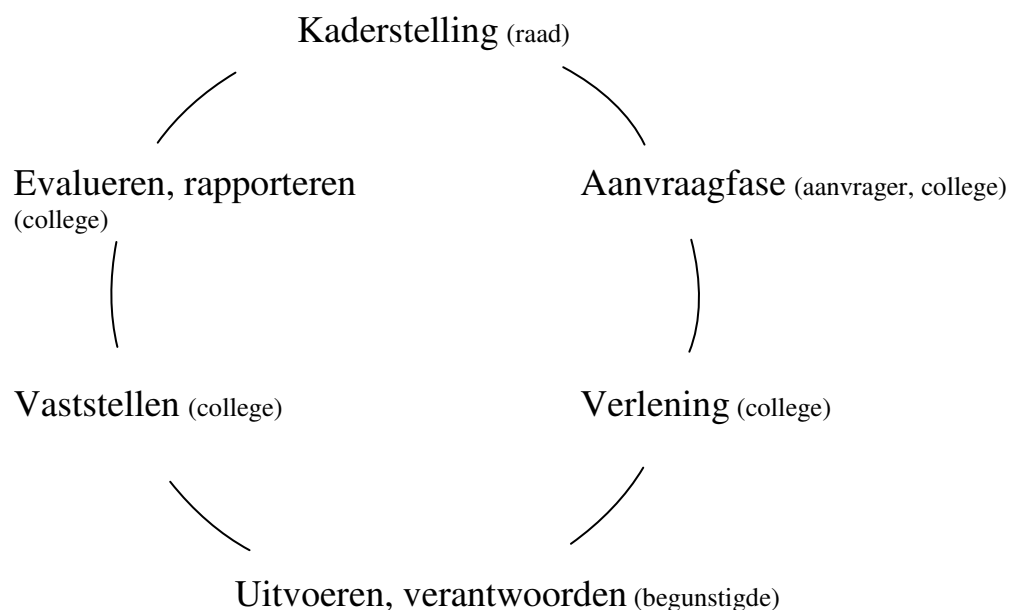 Kaderstelling (raad)
Evalueren, rapporteren
(college)
Aanvraagfase (aanvrager, college)
Vaststellen (college)
Verlening (college)
Uitvoeren, verantwoorden (begunstigde)